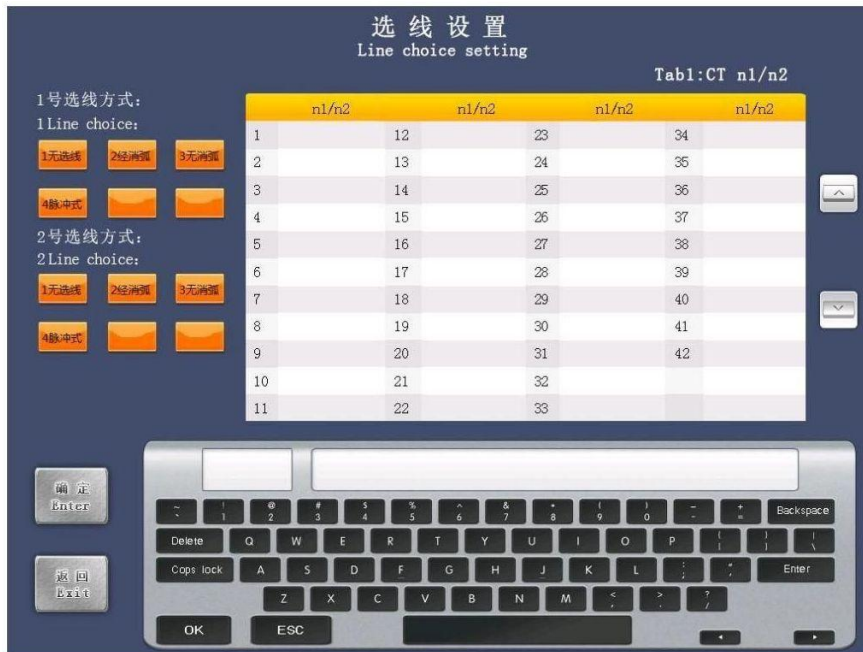 选线设置
Line choice setting
Tab1:CT n1/n2
1号选线方式:
1Line choice:
1无选线 2经消弧 3无消弧
4脉冲式
2号选线方式:
2Line choice:
1无选线 2经消弧 3无消弧
4脉冲式
n1/n2 n1/n2 n1/n2 n1/n2
1 12 23 34
2 13 24 35
3 14 25 36
4 15 26 37
5 16 27 38
6 17 28 39
7 18 29 40
8 19 30 41
9 20 31 42
10 21 32
11 22 33
确定
Enter
返回
Exit
~ ! @ # $ % ^ & * ( ) - +
` 1 2 3 4 5 6 7 8 9 0 - =
Backspace
Delete Q W E R T Y U I O P { } |
[ ] \
Cops lock A S D F G H J K L : " Enter
; '
Z X C V B N M < > ?
, . /
OK ESC